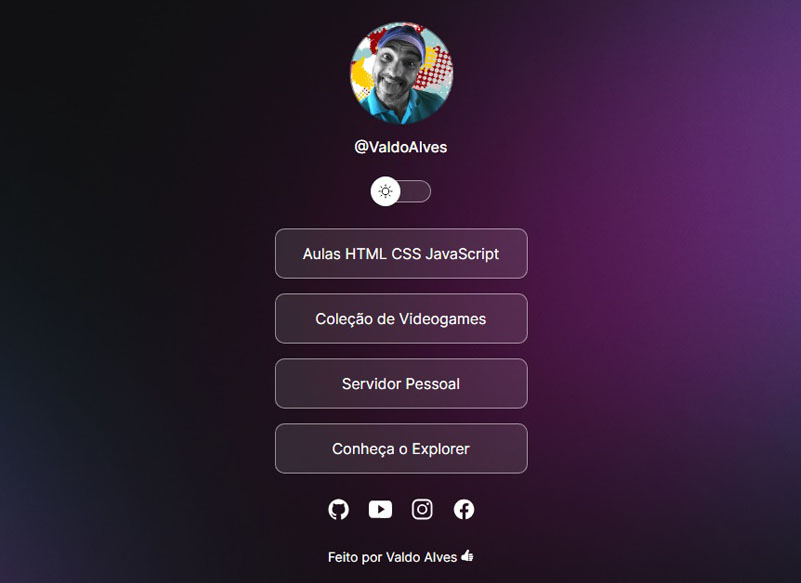 @ValdoAlves
Aulas HTML CSS JavaScript
Coleção de Videogames
Servidor Pessoal
Conheça o Explorer
Feito por Valdo Alves